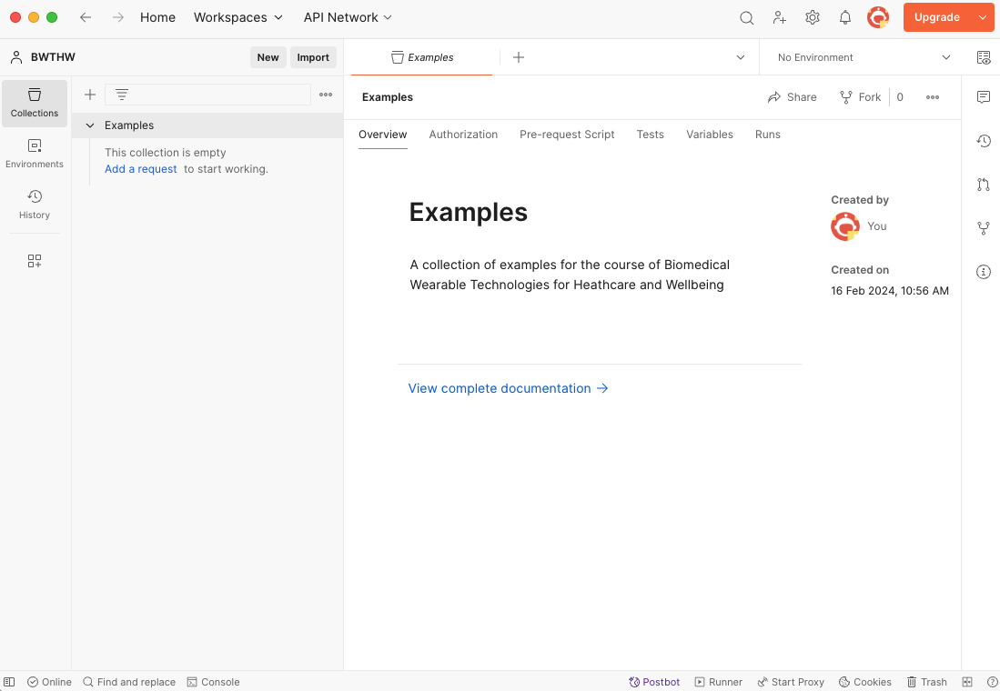 Home Workspaces API Network Upgrade
BWTHW New Import Examples No Environment
Collections
Environments
History
Examples
This collection is empty
Add a request to start working.
Examples Share Fork 0
Overview Authorization Pre-request Script Tests Variables Runs
Examples
A collection of examples for the course of Biomedical
Wearable Technologies for Heathcare and Wellbeing
View complete documentation →
Created by
You
Created on
16 Feb 2024, 10:56 AM
Online Find and replace Console Postbot Runner Start Proxy Cookies Trash